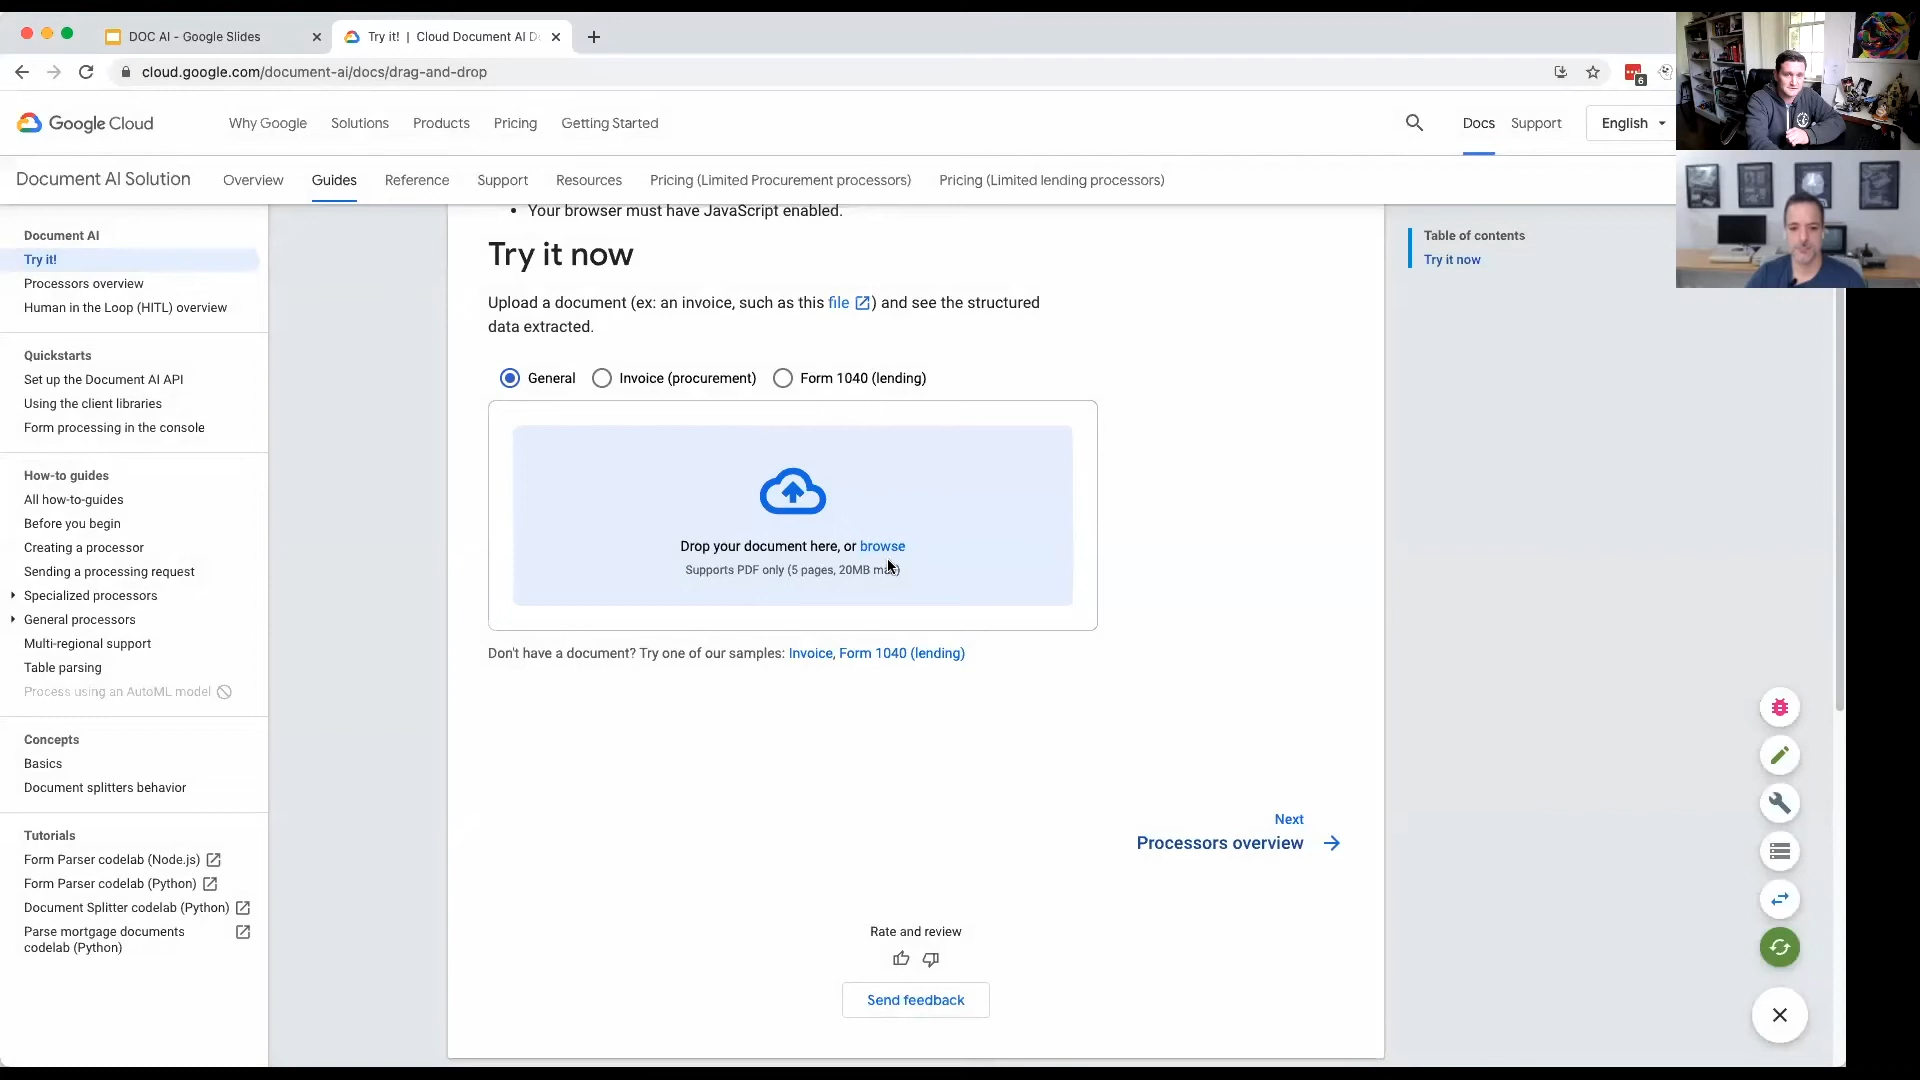 DOC AI - Google Slides
Try it! | Cloud Document AI D
cloud.google.com/document-ai/docs/drag-and-drop
6
Google Cloud
Why Google
Solutions
Products
Pricing
Getting Started
Docs
Support
English
Document AI Solution
Overview
Guides
Reference
Support
Resources
Pricing (Limited Procurement processors)
Pricing (Limited lending processors)
Document AI
Try it!
Processors overview
Human in the Loop (HITL) overview
Quickstarts
Set up the Document AI API
Using the client libraries
Form processing in the console
How-to guides
All how-to-guides
Before you begin
Creating a processor
Sending a processing request
Specialized processors
General processors
Multi-regional support
Table parsing
Process using an AutoML model
Concepts
Basics
Document splitters behavior
Tutorials
Form Parser codelab (Node.js)
Form Parser codelab (Python)
Document Splitter codelab (Python)
Parse mortgage documents
codelab (Python)
• Your browser must have JavaScript enabled.
Try it now
Upload a document (ex: an invoice, such as this file) and see the structured
data extracted.
General
Invoice (procurement)
Form 1040 (lending)
Drop your document here, or browse
Supports PDF only (5 pages, 20MB max)
Don't have a document? Try one of our samples: Invoice, Form 1040 (lending)
Next
Processors overview
Rate and review
Send feedback
Table of contents
Try it now